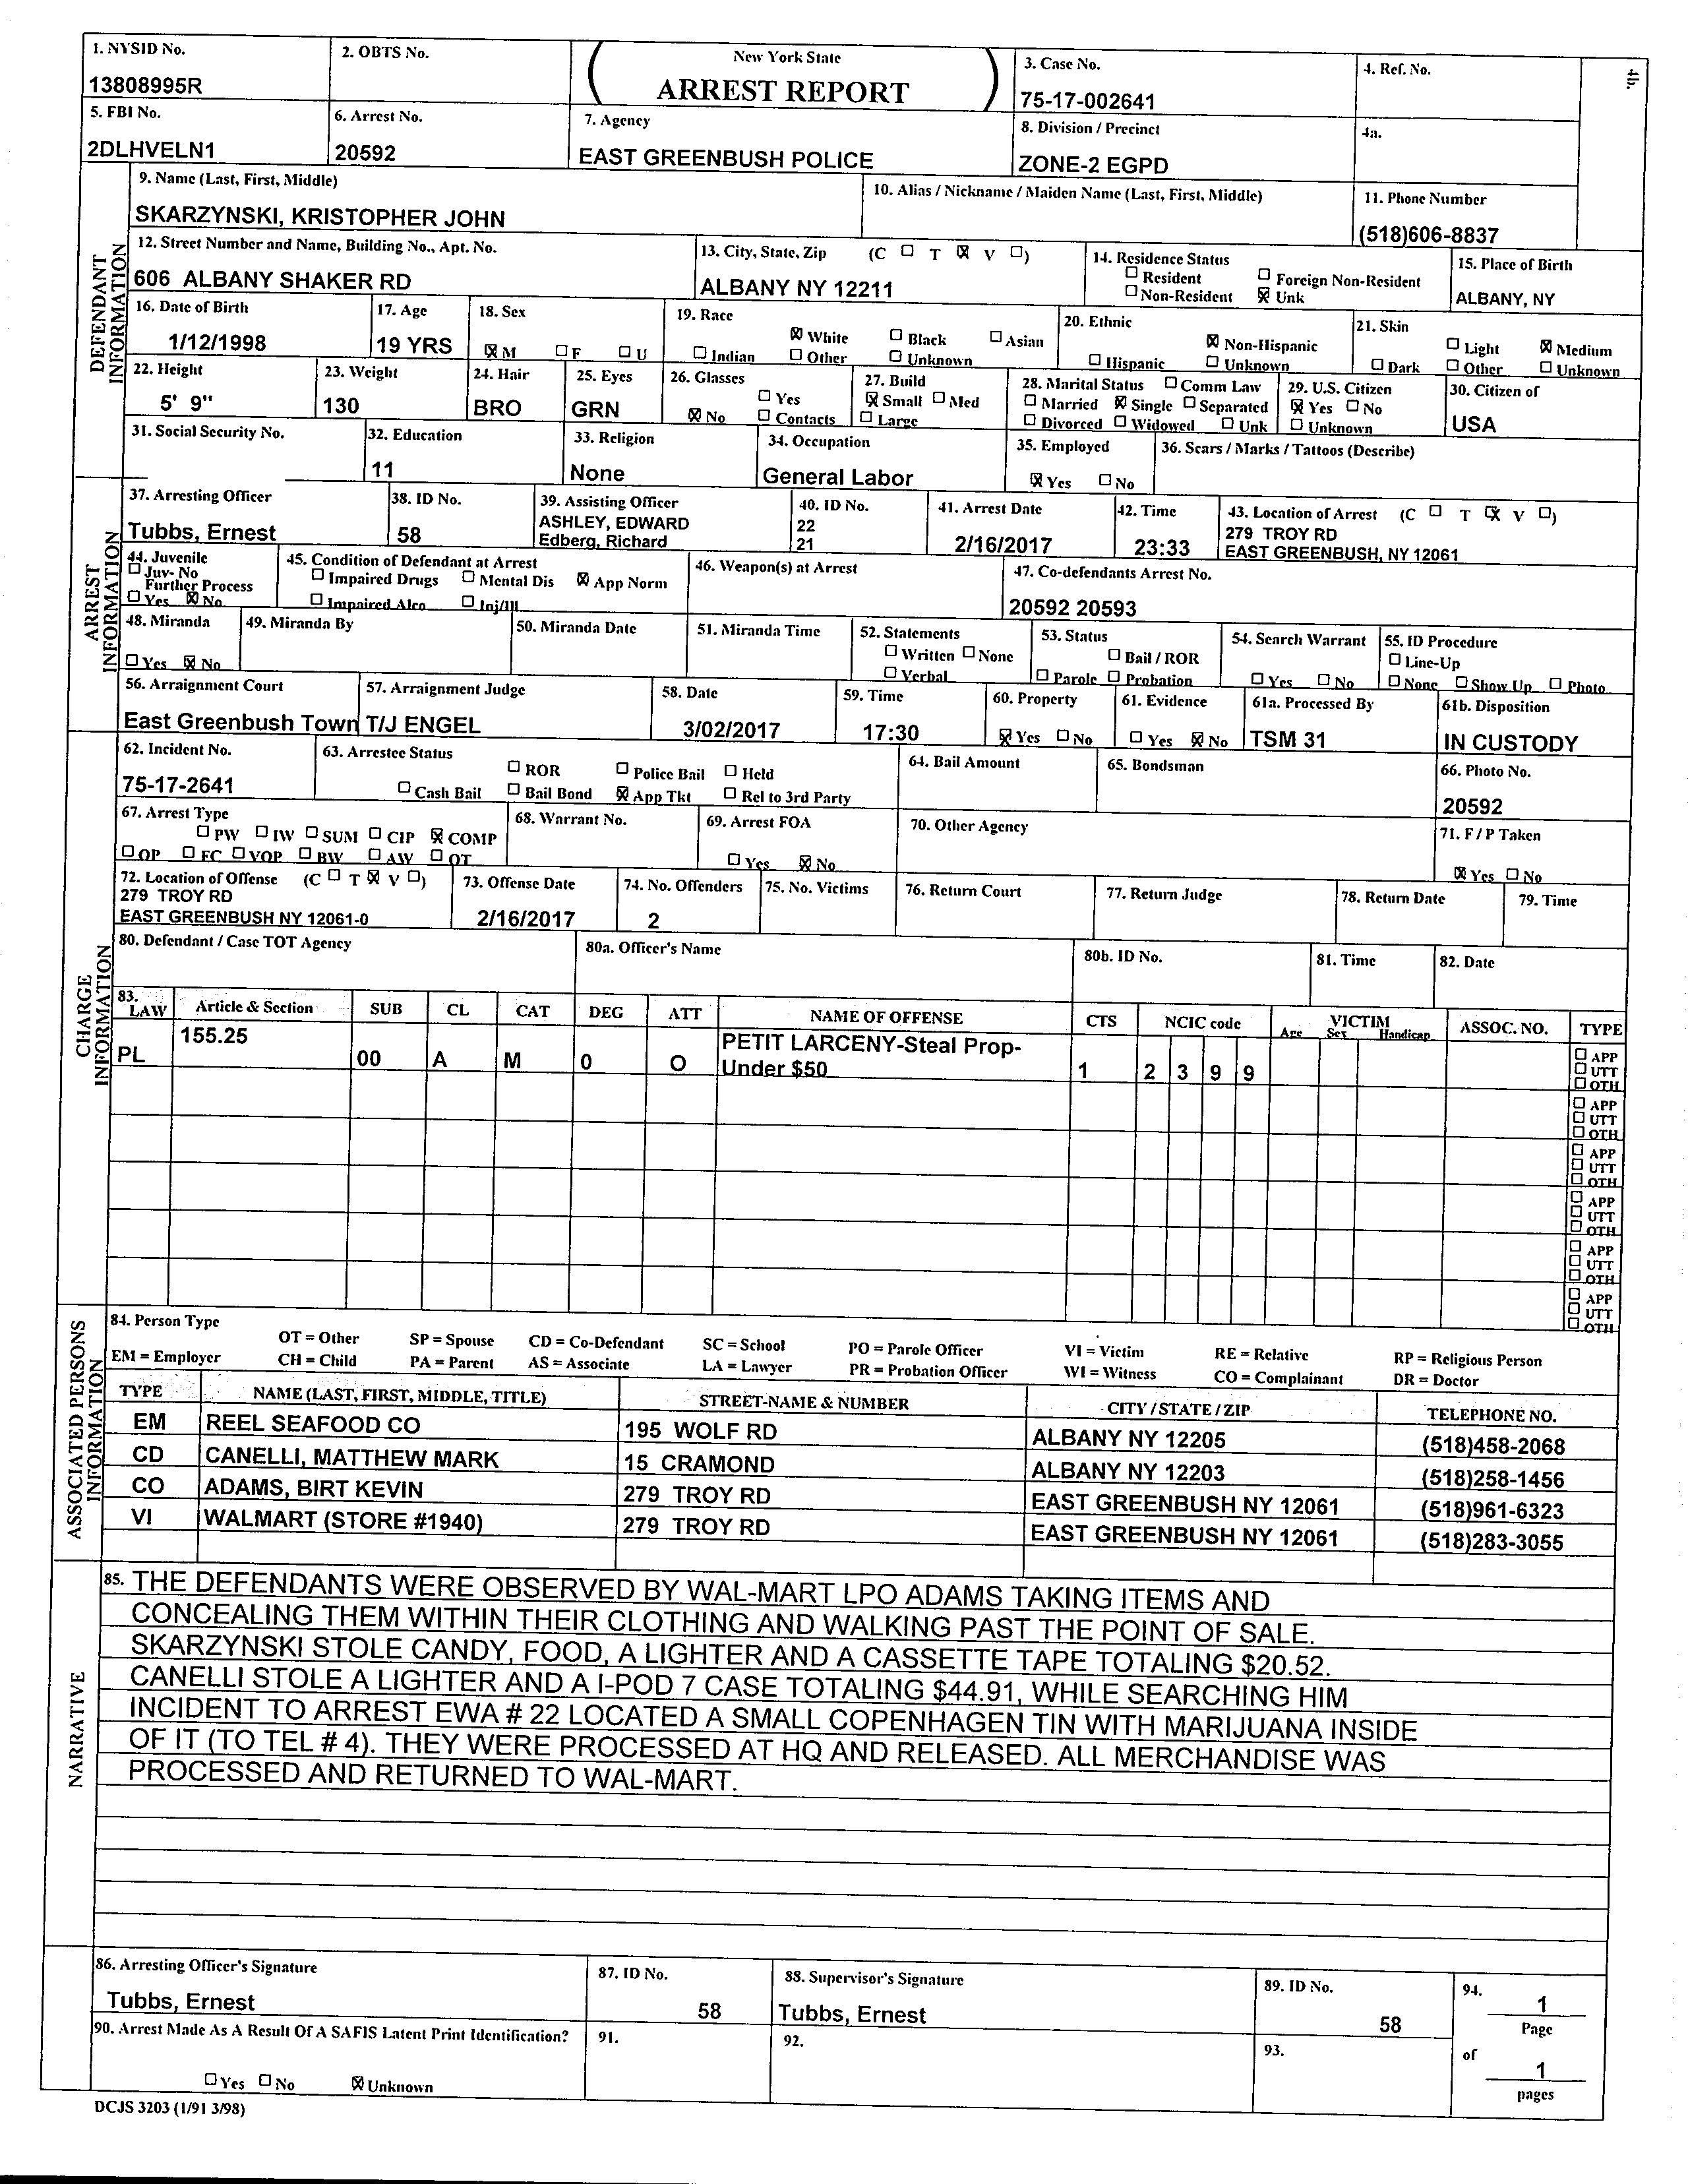 1. NYSID No.
13808995R
2. OBTS No.
New York State
ARREST REPORT
3. Case No.
75-17-002641
4. Ref. No.
4b.
5. FBI No.
2DLHVELN1
6. Arrest No.
20592
7. Agency
EAST GREENBUSH POLICE
8. Division / Precinct
ZONE-2 EGPD
4a.
DEFENDANT INFORMATION
9. Name (Last, First, Middle)
SKARZYNSKI, KRISTOPHER JOHN
10. Alias / Nickname / Maiden Name (Last, First, Middle)
11. Phone Number
(518)606-8837
12. Street Number and Name, Building No., Apt. No.
606 ALBANY SHAKER RD
13. City, State, Zip (C ☐ T ☒ V ☐)
ALBANY NY 12211
14. Residence Status
☐ Resident ☐ Foreign Non-Resident
☐ Non-Resident ☒ Unk
15. Place of Birth
ALBANY, NY
16. Date of Birth
1/12/1998
17. Age
19 YRS
18. Sex
☒ M ☐ F ☐ U
19. Race
☒ White ☐ Black ☐ Asian
☐ Indian ☐ Other ☐ Unknown
20. Ethnic
☒ Non-Hispanic
☐ Hispanic ☐ Unknown
21. Skin
☐ Light ☒ Medium
☐ Dark ☐ Other ☐ Unknown
22. Height
5' 9"
23. Weight
130
24. Hair
BRO
25. Eyes
GRN
26. Glasses
☐ Yes
☒ No ☐ Contacts
27. Build
☒ Small ☐ Med
☐ Large
28. Marital Status ☐ Comm Law
☐ Married ☒ Single ☐ Separated
☐ Divorced ☐ Widowed ☐ Unk
29. U.S. Citizen
☒ Yes ☐ No
☐ Unknown
30. Citizen of
USA
31. Social Security No.
32. Education
11
33. Religion
None
34. Occupation
General Labor
35. Employed
☒ Yes ☐ No
36. Scars / Marks / Tattoos (Describe)
ARREST INFORMATION
37. Arresting Officer
Tubbs, Ernest
38. ID No.
58
39. Assisting Officer
ASHLEY, EDWARD
Edberg, Richard
40. ID No.
22
21
41. Arrest Date
2/16/2017
42. Time
23:33
43. Location of Arrest (C ☐ T ☒ V ☐)
279 TROY RD
EAST GREENBUSH, NY 12061
44. Juvenile
☐ Juv- No
Further Process
☐ Yes ☒ No
45. Condition of Defendant at Arrest
☐ Impaired Drugs ☐ Mental Dis ☒ App Norm
☐ Impaired Alco ☐ Inj/Ill
46. Weapon(s) at Arrest
47. Co-defendants Arrest No.
20592 20593
48. Miranda
☐ Yes ☒ No
49. Miranda By
50. Miranda Date
51. Miranda Time
52. Statements
☐ Written ☐ None
☐ Verbal
53. Status
☐ Bail / ROR
☐ Parole ☐ Probation
54. Search Warrant
☐ Yes ☐ No
55. ID Procedure
☐ Line-Up
☐ None ☐ Show Up ☐ Photo
56. Arraignment Court
East Greenbush Town
57. Arraignment Judge
T/J ENGEL
58. Date
3/02/2017
59. Time
17:30
60. Property
☒ Yes ☐ No
61. Evidence
☐ Yes ☒ No
61a. Processed By
TSM 31
61b. Disposition
IN CUSTODY
62. Incident No.
75-17-2641
63. Arrestee Status
☐ ROR ☐ Police Bail ☐ Held
☐ Cash Bail ☐ Bail Bond ☒ App Tkt ☐ Rel to 3rd Party
64. Bail Amount
65. Bondsman
66. Photo No.
20592
67. Arrest Type
☐ PW ☐ IW ☐ SUM ☐ CIP ☒ COMP
☐ OP ☐ FC ☐ VOP ☐ BW ☐ AW ☐ OT
68. Warrant No.
69. Arrest FOA
☐ Yes ☒ No
70. Other Agency
71. F / P Taken
☒ Yes ☐ No
CHARGE INFORMATION
72. Location of Offense (C ☐ T ☒ V ☐)
279 TROY RD
EAST GREENBUSH NY 12061-0
73. Offense Date
2/16/2017
74. No. Offenders
2
75. No. Victims
76. Return Court
77. Return Judge
78. Return Date
79. Time
80. Defendant / Case TOT Agency
80a. Officer's Name
80b. ID No.
81. Time
82. Date
83. LAW Article & Section SUB CL CAT DEG ATT NAME OF OFFENSE CTS NCIC code VICTIM Age Sex Handicap ASSOC. NO. TYPE
PL 155.25 00 A M 0 O PETIT LARCENY-Steal Prop-
Under $50 1 2 3 9 9
☐ APP
☐ UTT
☐ OTH
☐ APP
☐ UTT
☐ OTH
☐ APP
☐ UTT
☐ OTH
☐ APP
☐ UTT
☐ OTH
☐ APP
☐ UTT
☐ OTH
☐ APP
☐ UTT
☐ OTH
ASSOCIATED PERSONS INFORMATION
84. Person Type
OT = Other SP = Spouse CD = Co-Defendant SC = School PO = Parole Officer VI = Victim RE = Relative RP = Religious Person
EM = Employer CH = Child PA = Parent AS = Associate LA = Lawyer PR = Probation Officer WI = Witness CO = Complainant DR = Doctor
TYPE NAME (LAST, FIRST, MIDDLE, TITLE) STREET-NAME & NUMBER CITY / STATE / ZIP TELEPHONE NO.
EM REEL SEAFOOD CO 195 WOLF RD ALBANY NY 12205 (518)458-2068
CD CANELLI, MATTHEW MARK 15 CRAMOND ALBANY NY 12203 (518)258-1456
CO ADAMS, BIRT KEVIN 279 TROY RD EAST GREENBUSH NY 12061 (518)961-6323
VI WALMART (STORE #1940) 279 TROY RD EAST GREENBUSH NY 12061 (518)283-3055
NARRATIVE
85. THE DEFENDANTS WERE OBSERVED BY WAL-MART LPO ADAMS TAKING ITEMS AND
CONCEALING THEM WITHIN THEIR CLOTHING AND WALKING PAST THE POINT OF SALE.
SKARZYNSKI STOLE CANDY, FOOD, A LIGHTER AND A CASSETTE TAPE TOTALING $20.52.
CANELLI STOLE A LIGHTER AND A I-POD 7 CASE TOTALING $44.91, WHILE SEARCHING HIM
INCIDENT TO ARREST EWA # 22 LOCATED A SMALL COPENHAGEN TIN WITH MARIJUANA INSIDE
OF IT (TO TEL # 4). THEY WERE PROCESSED AT HQ AND RELEASED. ALL MERCHANDISE WAS
PROCESSED AND RETURNED TO WAL-MART.
86. Arresting Officer's Signature
Tubbs, Ernest
87. ID No.
58
88. Supervisor's Signature
Tubbs, Ernest
89. ID No.
58
94.
1
Page
of
1
pages
90. Arrest Made As A Result Of A SAFIS Latent Print Identification?
☐ Yes ☐ No ☒ Unknown
91.
92.
93.
DCJS 3203 (1/91 3/98)